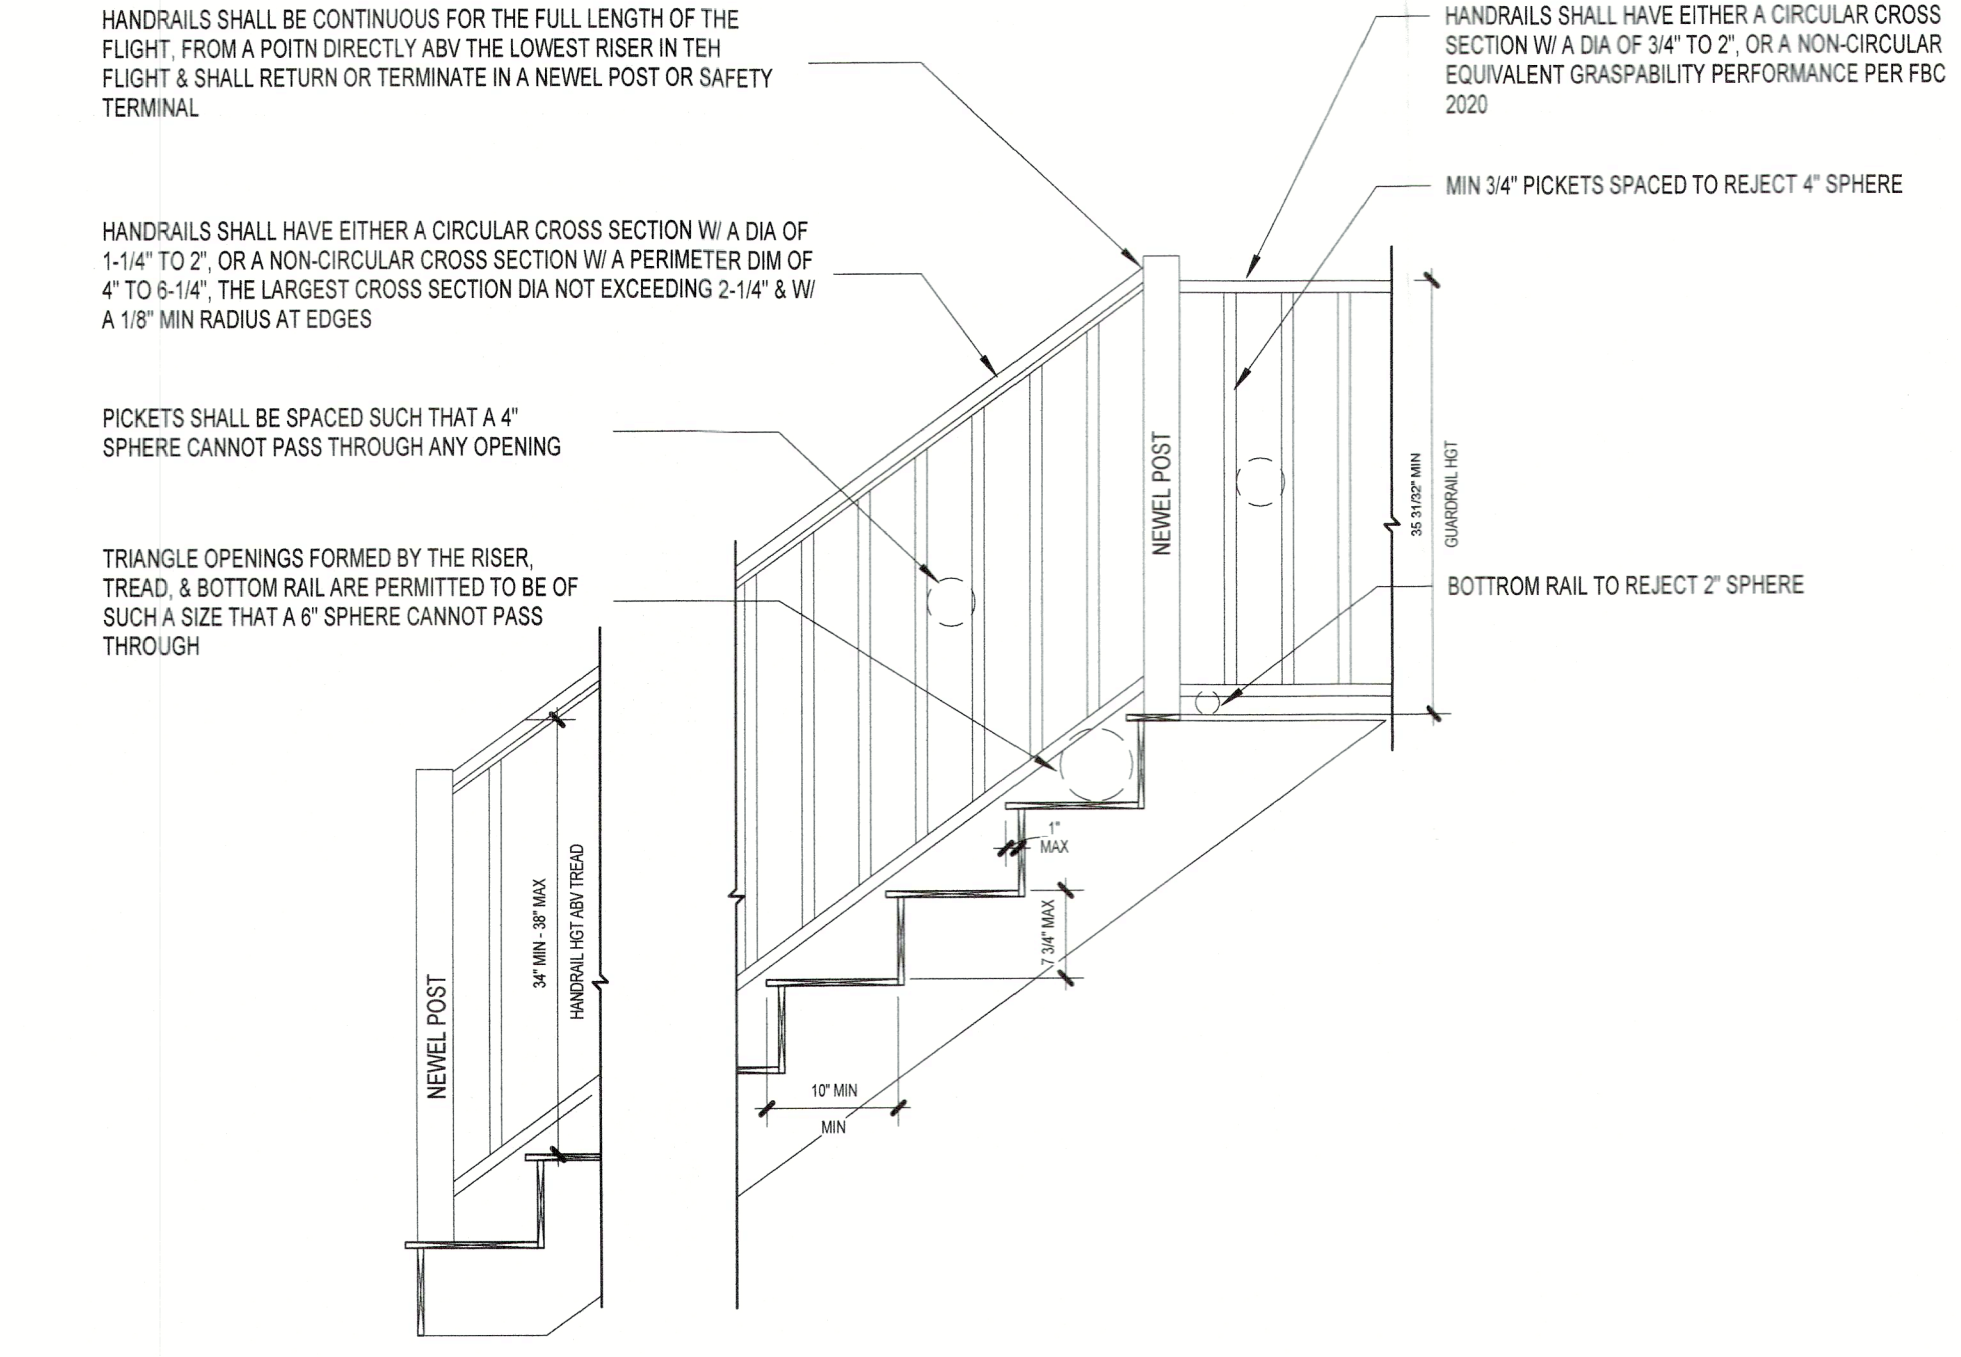 HANDRAILS SHALL BE CONTINUOUS FOR THE FULL LENGTH OF THE
FLIGHT, FROM A POITN DIRECTLY ABV THE LOWEST RISER IN TEH
FLIGHT & SHALL RETURN OR TERMINATE IN A NEWEL POST OR SAFETY
TERMINAL
HANDRAILS SHALL HAVE EITHER A CIRCULAR CROSS
SECTION W/ A DIA OF 3/4" TO 2", OR A NON-CIRCULAR
EQUIVALENT GRASPABILITY PERFORMANCE PER FBC
2020
MIN 3/4" PICKETS SPACED TO REJECT 4" SPHERE
HANDRAILS SHALL HAVE EITHER A CIRCULAR CROSS SECTION W/ A DIA OF
1-1/4" TO 2", OR A NON-CIRCULAR CROSS SECTION W/ A PERIMETER DIM OF
4" TO 6-1/4", THE LARGEST CROSS SECTION DIA NOT EXCEEDING 2-1/4" & W/
A 1/8" MIN RADIUS AT EDGES
PICKETS SHALL BE SPACED SUCH THAT A 4"
SPHERE CANNOT PASS THROUGH ANY OPENING
NEWEL POST
35 31/32" MIN
GUARDRAIL HGT
TRIANGLE OPENINGS FORMED BY THE RISER,
TREAD, & BOTTOM RAIL ARE PERMITTED TO BE OF
SUCH A SIZE THAT A 6" SPHERE CANNOT PASS
THROUGH
BOTTROM RAIL TO REJECT 2" SPHERE
1"
MAX
7 3/4" MAX
34" MIN - 38" MAX
HANDRAIL HGT ABV TREAD
NEWEL POST
10" MIN
MIN